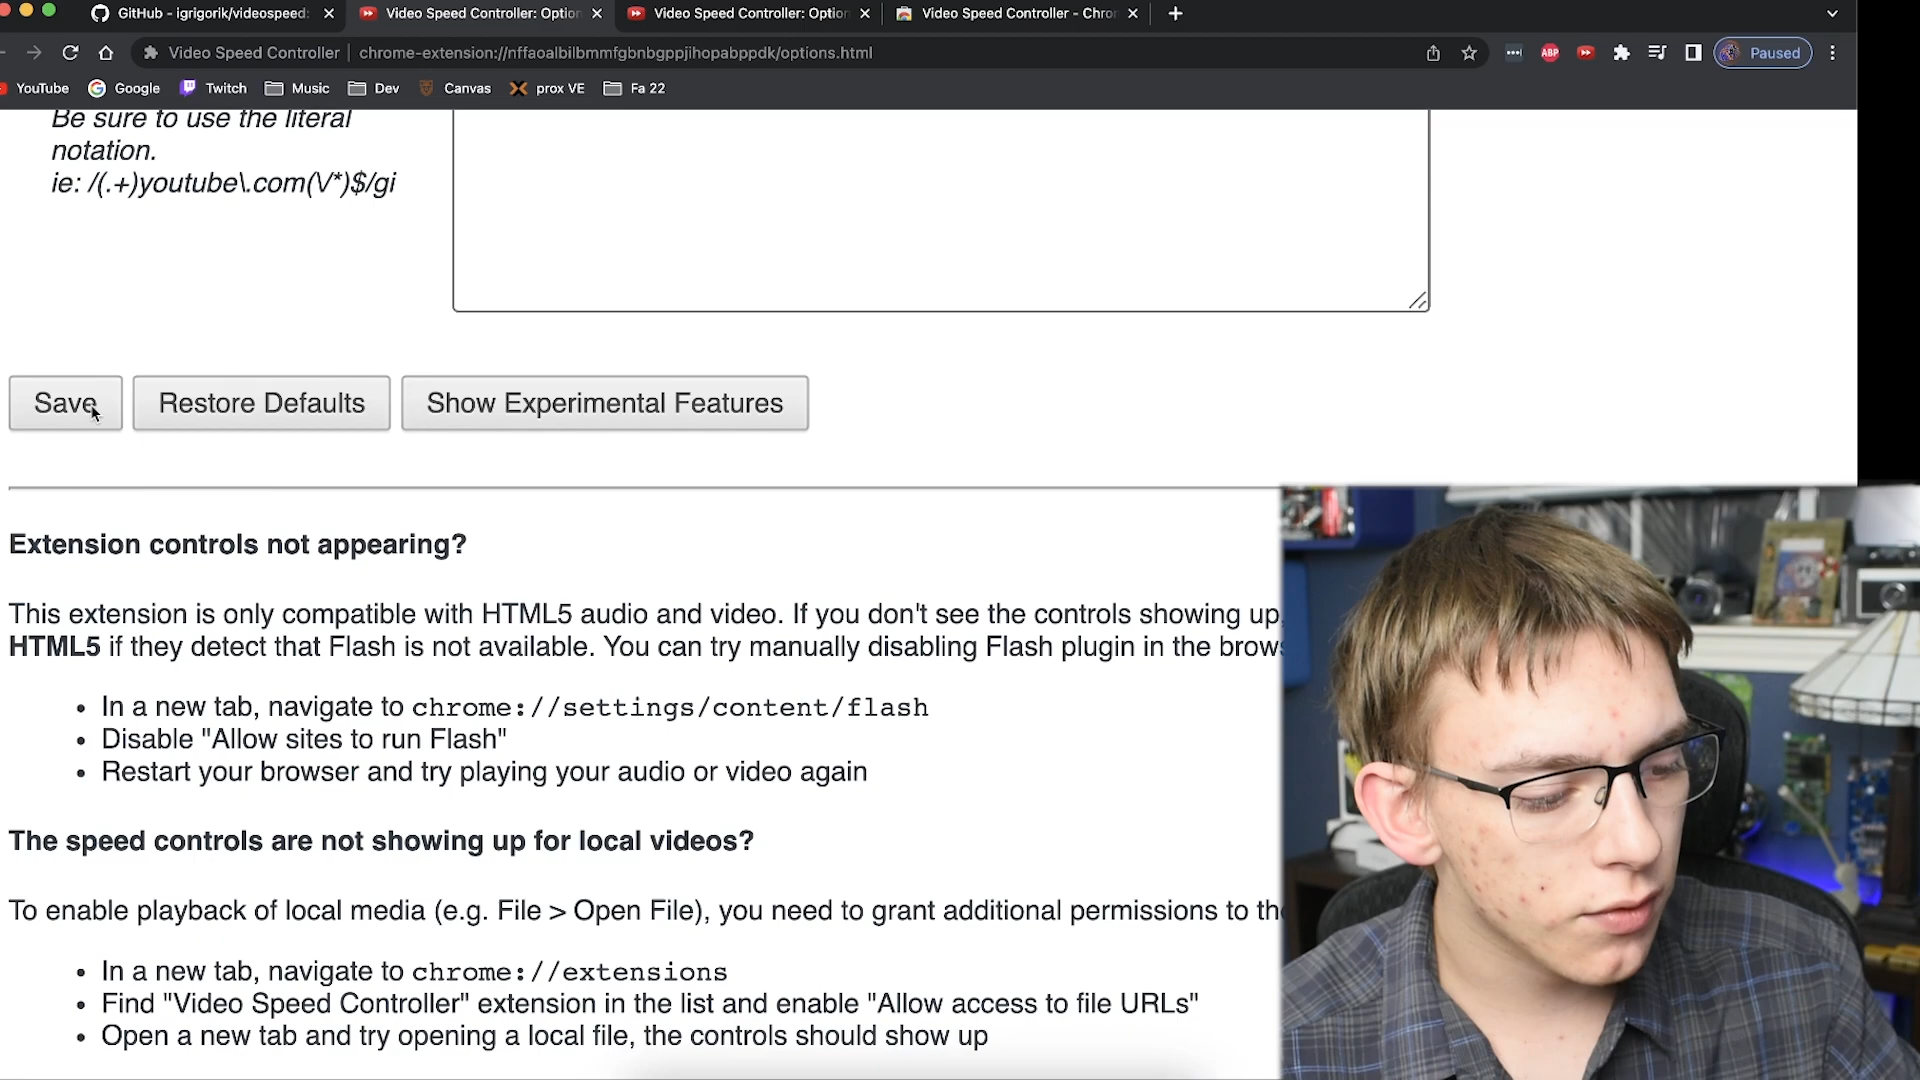 GitHub - igrigorik/videospeed:
Video Speed Controller: Option
Video Speed Controller: Option
Video Speed Controller - Chro
Video Speed Controller | chrome-extension://nffaoalbilbmmfgbnbgppjihopabppdk/options.html
ABP
Paused
YouTube
Google
Twitch
Music
Dev
Canvas
prox VE
Fa 22
Be sure to use the literal
notation.
ie: /(.+)youtube\.com(\/*)$/gi
Save
Restore Defaults
Show Experimental Features
Extension controls not appearing?
This extension is only compatible with HTML5 audio and video. If you don't see the controls showing up,
HTML5 if they detect that Flash is not available. You can try manually disabling Flash plugin in the brows
• In a new tab, navigate to chrome://settings/content/flash
• Disable "Allow sites to run Flash"
• Restart your browser and try playing your audio or video again
The speed controls are not showing up for local videos?
To enable playback of local media (e.g. File > Open File), you need to grant additional permissions to the
• In a new tab, navigate to chrome://extensions
• Find "Video Speed Controller" extension in the list and enable "Allow access to file URLs"
• Open a new tab and try opening a local file, the controls should show up